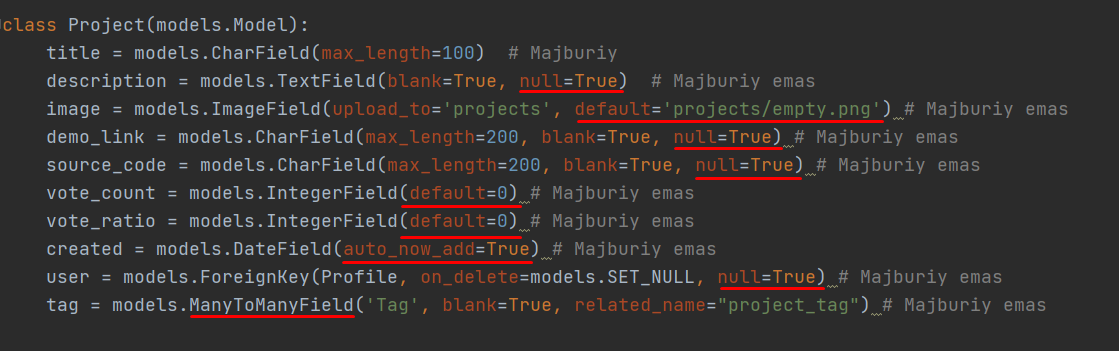 class Project(models.Model):
    title = models.CharField(max_length=100)  # Majburiy
    description = models.TextField(blank=True, null=True)  # Majburiy emas
    image = models.ImageField(upload_to='projects', default='projects/empty.png') # Majburiy emas
    demo_link = models.CharField(max_length=200, blank=True, null=True) # Majburiy emas
    source_code = models.CharField(max_length=200, blank=True, null=True) # Majburiy emas
    vote_count = models.IntegerField(default=0) # Majburiy emas
    vote_ratio = models.IntegerField(default=0) # Majburiy emas
    created = models.DateField(auto_now_add=True) # Majburiy emas
    user = models.ForeignKey(Profile, on_delete=models.SET_NULL, null=True) # Majburiy emas
    tag = models.ManyToManyField('Tag', blank=True, related_name="project_tag") # Majburiy emas